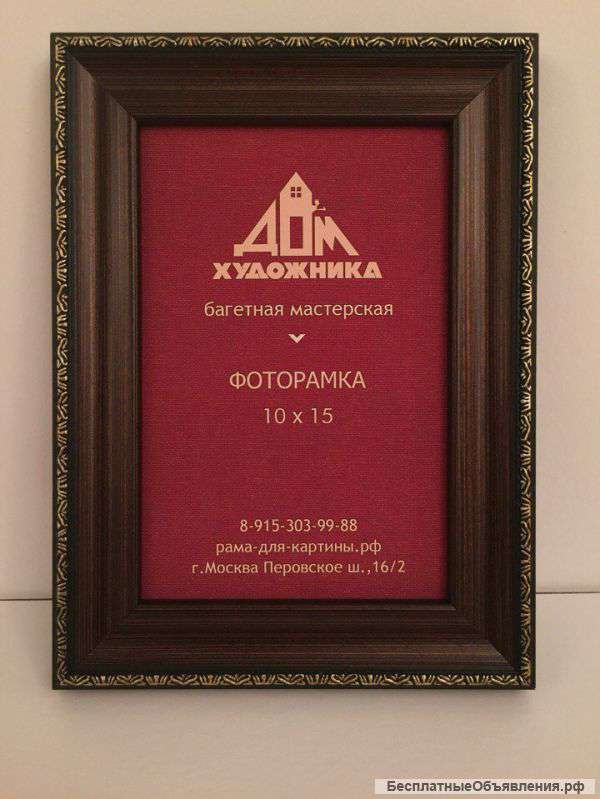 ДОМ
ХУДОЖНИКА
багетная мастерская
ФОТОРАМКА
10 х 15
8-915-303-99-88
рама-для-картины.рф
г.Москва Перовское ш.,16/2
БесплатныеОбъявления.рф